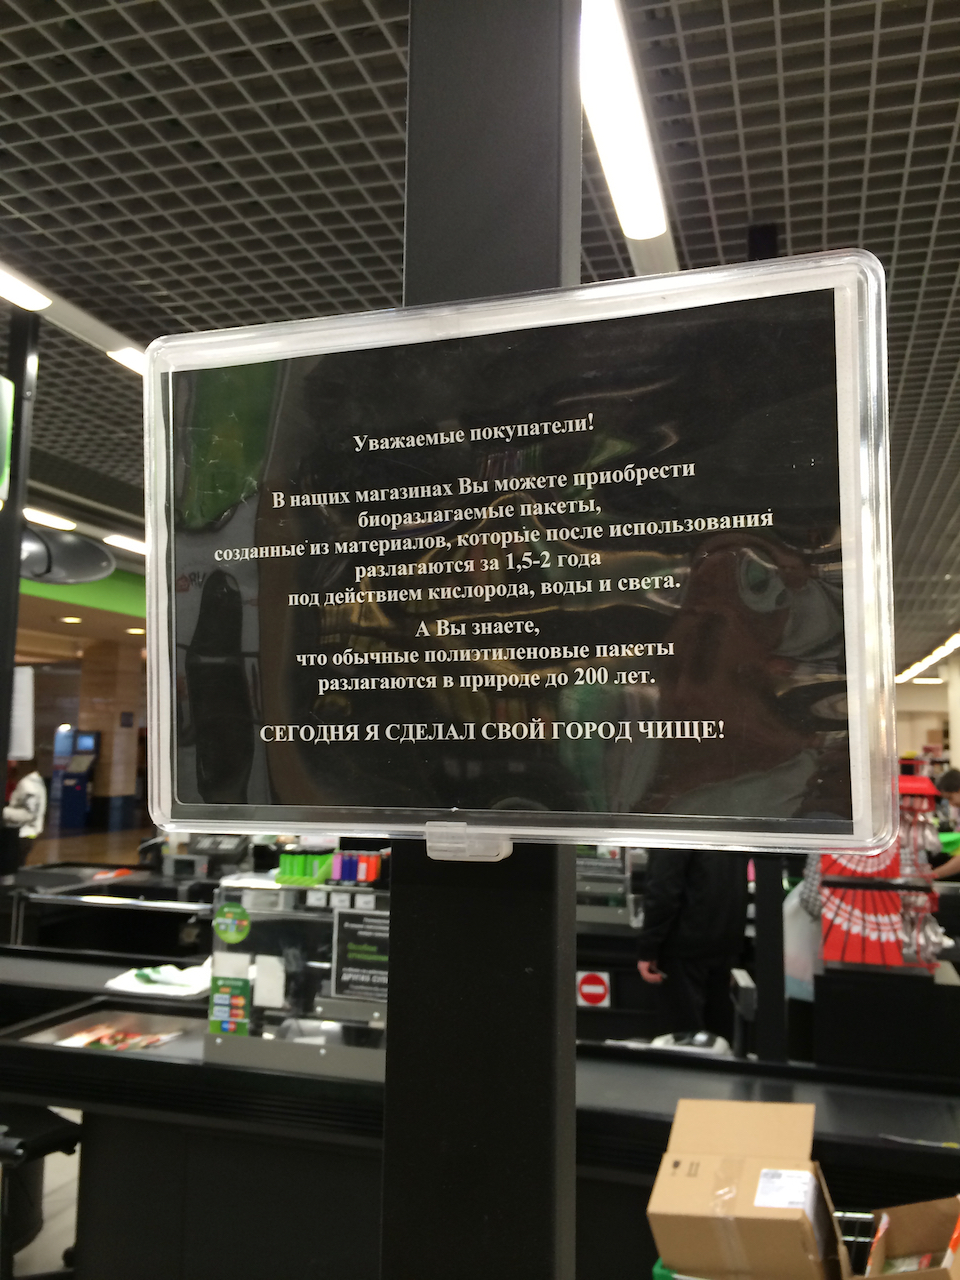 Уважаемые покупатели!
В наших магазинах Вы можете приобрести
биоразлагаемые пакеты,
созданные из материалов, которые после использования
разлагаются за 1,5-2 года
под действием кислорода, воды и света.
А Вы знаете,
что обычные полиэтиленовые пакеты
разлагаются в природе до 200 лет.
СЕГОДНЯ Я СДЕЛАЛ СВОЙ ГОРОД ЧИЩЕ!